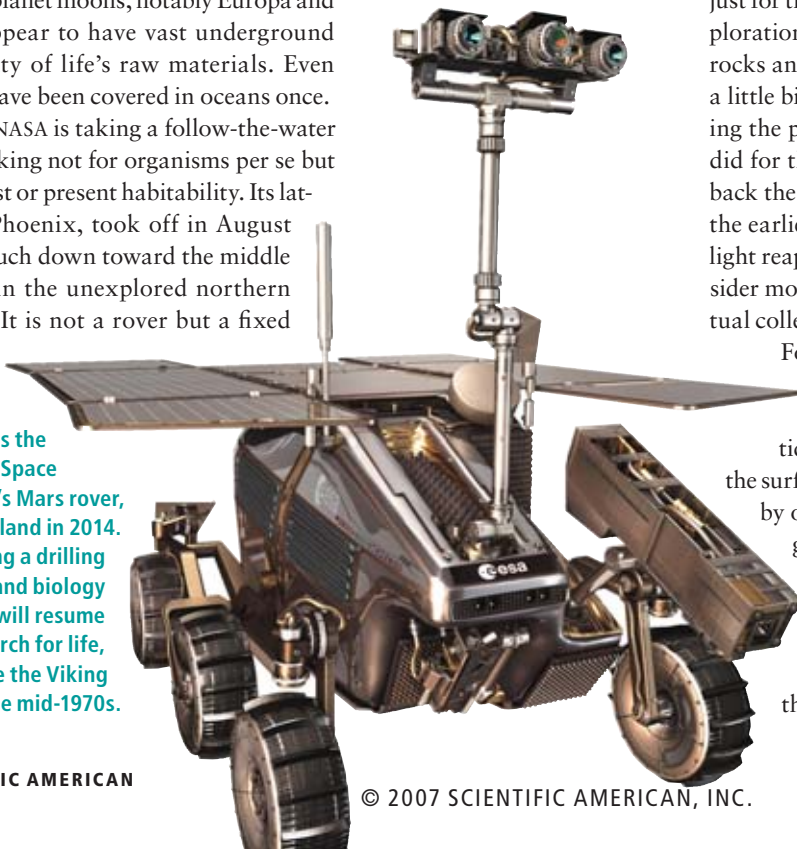 planet moons, notably Europa and
ppear to have vast underground
ty of life's raw materials. Even
ave been covered in oceans once.
NASA is taking a follow-the-water
king not for organisms per se but
st or present habitability. Its lat-
Phoenix, took off in August
uch down toward the middle
n the unexplored northern
It is not a rover but a fixed
s the
Space
's Mars rover,
land in 2014.
ng a drilling
and biology
will resume
rch for life,
e the Viking
e mid-1970s.
IC AMERICAN
esa
© 2007 SCIENTIFIC AMERICAN, INC.
just for t
ploration
rocks an
a little bi
ing the p
did for t
back the
the earlie
light reap
sider mo
tual colle
Fo
tic
the surf
by o
g
th